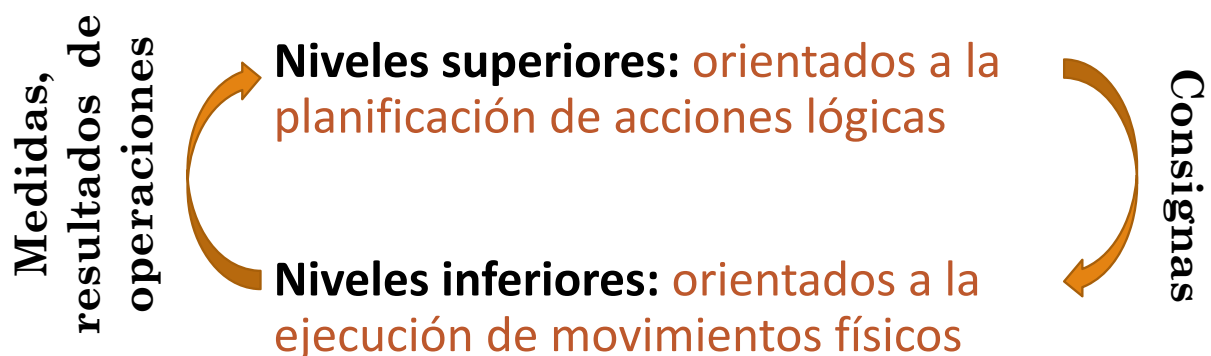 Medidas,
resultados de
operaciones
Niveles superiores: orientados a la
planificación de acciones lógicas
Niveles inferiores: orientados a la
ejecución de movimientos físicos
Consignas